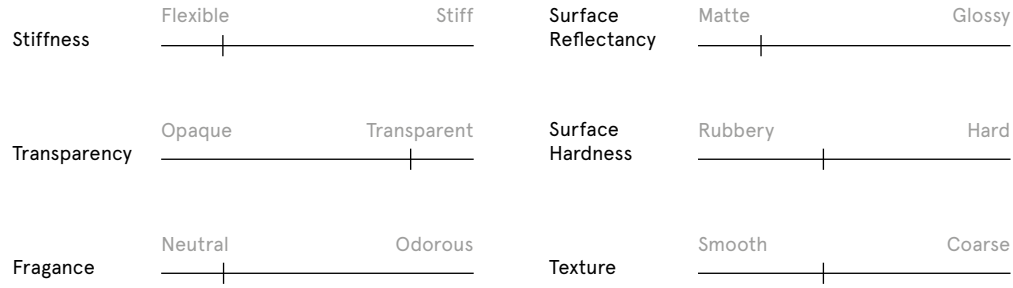 Flexible Stiff
Stiffness
Surface
Reflectancy
Matte Glossy
Opaque Transparent
Transparency
Surface
Hardness
Rubbery Hard
Neutral Odorous
Fragance
Smooth Coarse
Texture